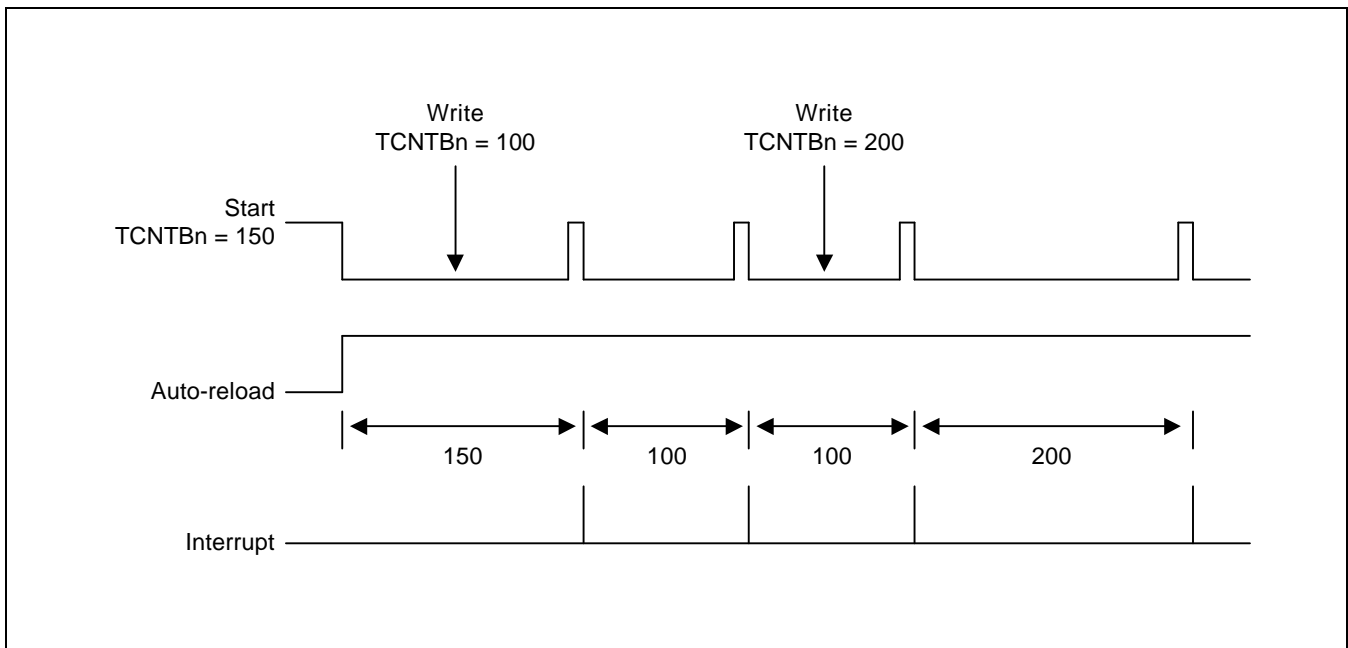 Write
TCNTBn = 100
Write
TCNTBn = 200
Start
TCNTBn = 150
Auto-reload
150
100
100
200
Interrupt